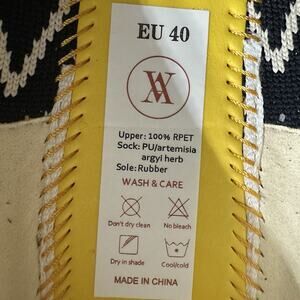 EU 40
Upper: 100% RPET
Sock: PU/artemisia
argyi herb
Sole: Rubber
WASH & CARE
Don't dry clean
No bleach
Dry in shade
Cool/cold
MADE IN CHINA